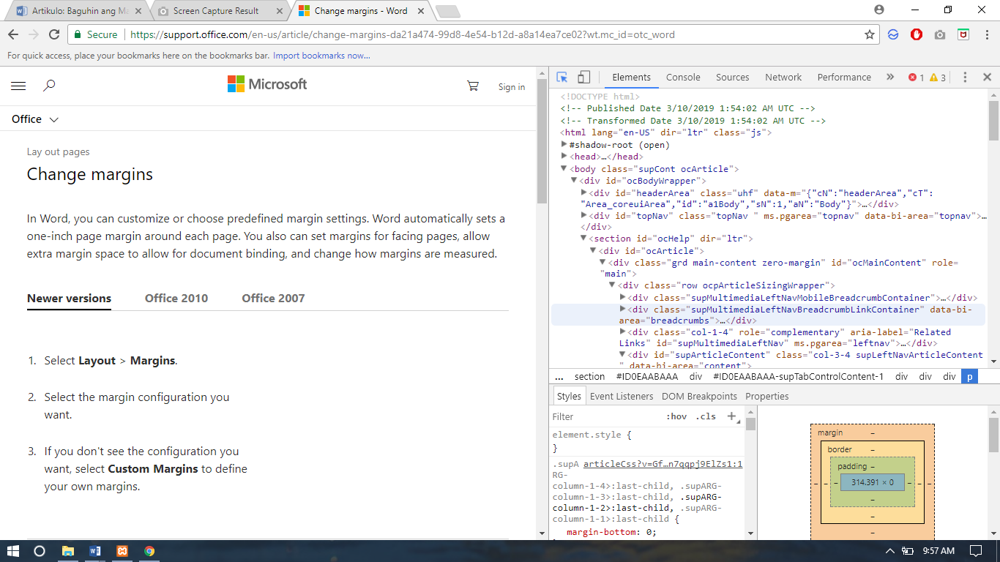 Artikulo: Baguhin ang Ma
Screen Capture Result
Change margins - Word
Secure
https://support.office.com/en-us/article/change-margins-da21a474-99d8-4e54-b12d-a8a14ea7ce02?wt.mc_id=otc_word
For quick access, place your bookmarks here on the bookmarks bar. Import bookmarks now...
Microsoft
Sign in
Office
Lay out pages
Change margins
In Word, you can customize or choose predefined margin settings. Word automatically sets a
one-inch page margin around each page. You also can set margins for facing pages, allow
extra margin space to allow for document binding, and change how margins are measured.
Newer versions Office 2010 Office 2007
1. Select Layout > Margins.
2. Select the margin configuration you
want.
3. If you don't see the configuration you
want, select Custom Margins to define
your own margins.
Elements Console Sources Network Performance » 1 3
<!DOCTYPE html>
<!-- Published Date 3/10/2019 1:54:02 AM UTC -->
<!-- Transformed Date 3/10/2019 1:54:02 AM UTC -->
<html lang="en-US" dir="ltr" class="js">
#shadow-root (open)
<head>…</head>
<body class="supCont ocArticle">
<div id="ocBodyWrapper">
<div id="headerArea" class="uhf" data-m="{"cN":"headerArea","cT":
"Area_coreuiArea","id":"a1Body","sN":1,"aN":"Body"}">…</div>
<div id="topNav" class="topNav " ms.pgarea="topnav" data-bi-area="topnav">…
</div>
<section id="ocHelp" dir="ltr">
<div id="ocArticle">
<div class="grd main-content zero-margin" id="ocMainContent" role=
"main">
<div class="row ocpArticleSizingWrapper">
<div class="supMultimediaLeftNavMobileBreadcrumbContainer">…</div>
<div class="supMultimediaLeftNavBreadcrumbLinkContainer" data-bi-
area="breadcrumbs">…</div>
<div class="col-1-4" role="complementary" aria-label="Related
Links" id="supMultimediaLeftNav" ms.pgarea="leftnav">…</div>
<div id="supArticleContent" class="col-3-4 supLeftNavArticleContent
" data-bi-area="content">
... section #ID0EAABAAA div #ID0EAABAAA-supTabControlContent-1 div div div p
Styles Event Listeners DOM Breakpoints Properties
Filter :hov .cls +
element.style {
}
.supA articleCss?v=Gf…n7qqpj9ElZs1:1
RG-
column-1-4>:last-child, .supARG-
column-1-3>:last-child, .supARG-
column-1-2>:last-child, .supARG-
column-1-1>:last-child {
margin-bottom: 0;
margin –
border –
padding –
– – – 314.391 × 0 – – –
–
–
–
9:57 AM